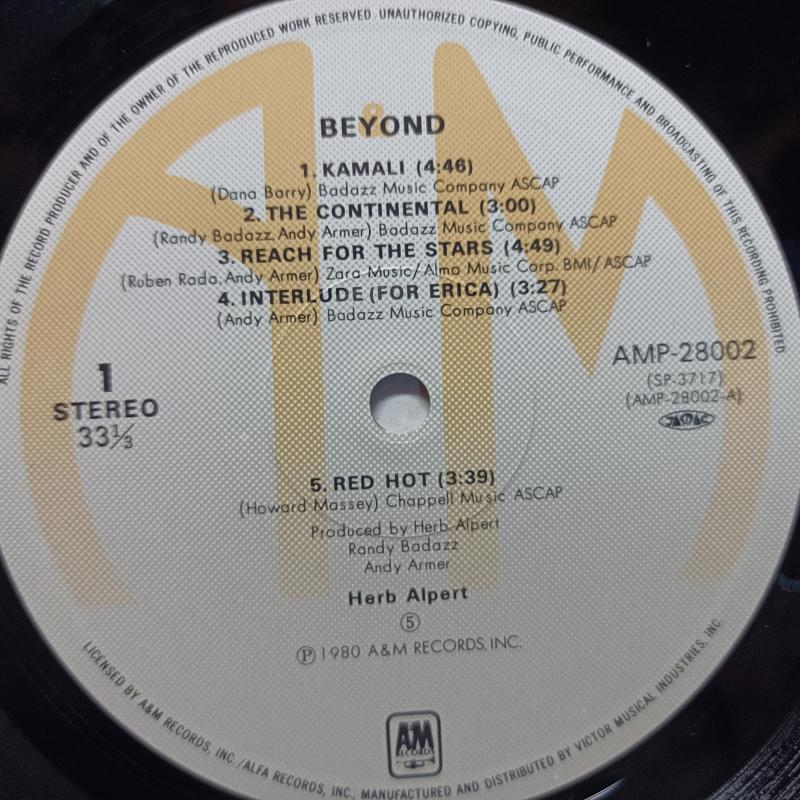 ALL RIGHTS OF THE RECORD PRODUCER AND OF THE OWNER OF THE REPRODUCED WORK RESERVED. UNAUTHORIZED COPYING, PUBLIC PERFORMANCE AND BROADCASTING OF THIS RECORDING PROHIBITED
BEYOND
1. KAMALI (4:46)
(Dana Barry) Badazz Music Company ASCAP
2. THE CONTINENTAL (3:00)
(Randy Badazz, Andy Armer) Badazz Music Company ASCAP
3. REACH FOR THE STARS (4:49)
(Ruben Rada, Andy Armer) Zara Music/Almo Music Corp. BMI/ASCAP
4. INTERLUDE (FOR ERICA) (3:27)
(Andy Armer) Badazz Music Company ASCAP
1
STEREO
33⅓
AMP-28002
(SP-3717)
(AMP-28002-A)
JASRAC
5. RED HOT (3:39)
(Howard Massey) Chappell Music ASCAP
Produced by Herb Alpert
Randy Badazz
Andy Armer
Herb Alpert
⑤
Ⓟ1980 A&M RECORDS, INC.
A&M
RECORDS
LICENSED BY A&M RECORDS, INC./ALFA RECORDS, INC., MANUFACTURED AND DISTRIBUTED BY VICTOR MUSICAL INDUSTRIES, INC.